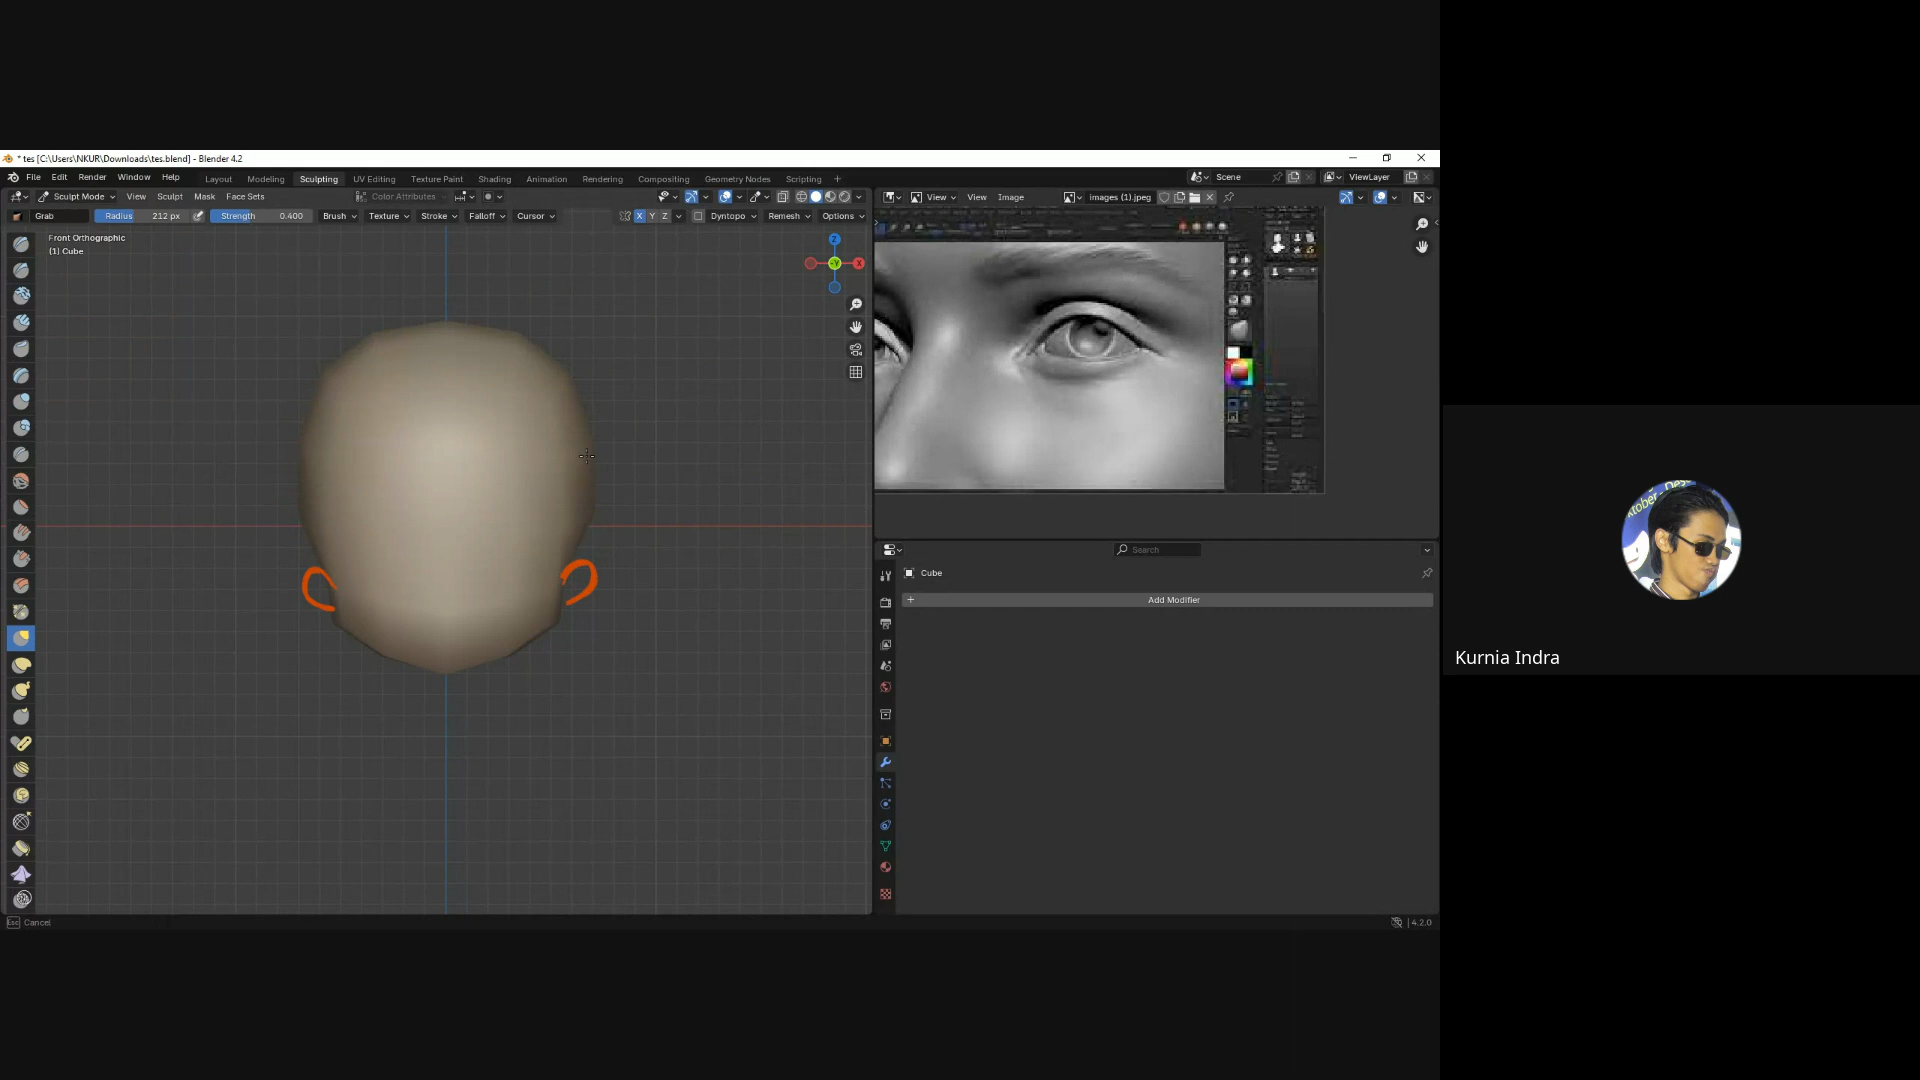 * tes [C:\Users\NKUR\Downloads\tes.blend] - Blender 4.2
File Edit Render Window Help
Layout Modeling Sculpting UV Editing Texture Paint Shading Animation Rendering Compositing Geometry Nodes Scripting +
Scene
ViewLayer
Sculpt Mode View Sculpt Mask Face Sets
Color Attributes
View View Image
images (1).jpeg
Grab
Radius 212 px
Strength 0.400
Brush Texture Stroke Falloff Cursor
X Y Z
Dyntopo Remesh Options
Front Orthographic
(1) Cube
Z
X
-Y
Search
Cube
+ Add Modifier
Kurnia Indra
Esc Cancel
4.2.0